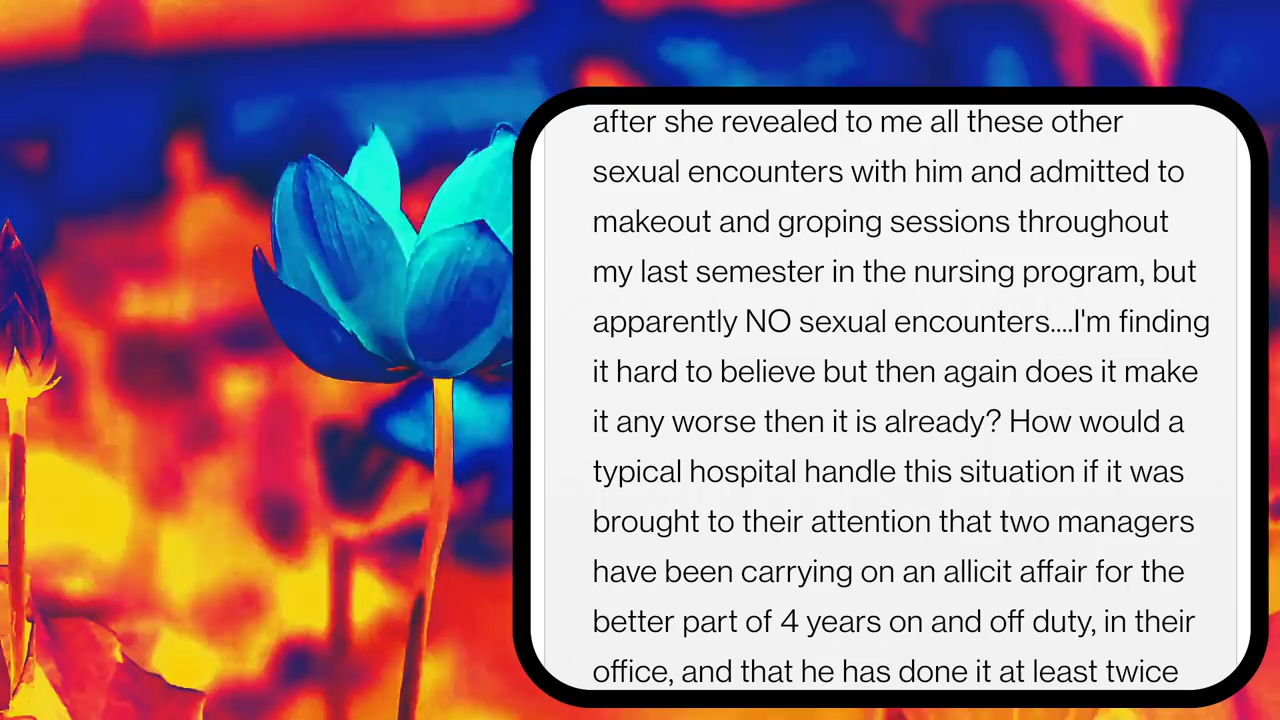 after she revealed to me all these other
sexual encounters with him and admitted to
makeout and groping sessions throughout
my last semester in the nursing program, but
apparently NO sexual encounters....I'm finding
it hard to believe but then again does it make
it any worse then it is already? How would a
typical hospital handle this situation if it was
brought to their attention that two managers
have been carrying on an allicit affair for the
better part of 4 years on and off duty, in their
office, and that he has done it at least twice